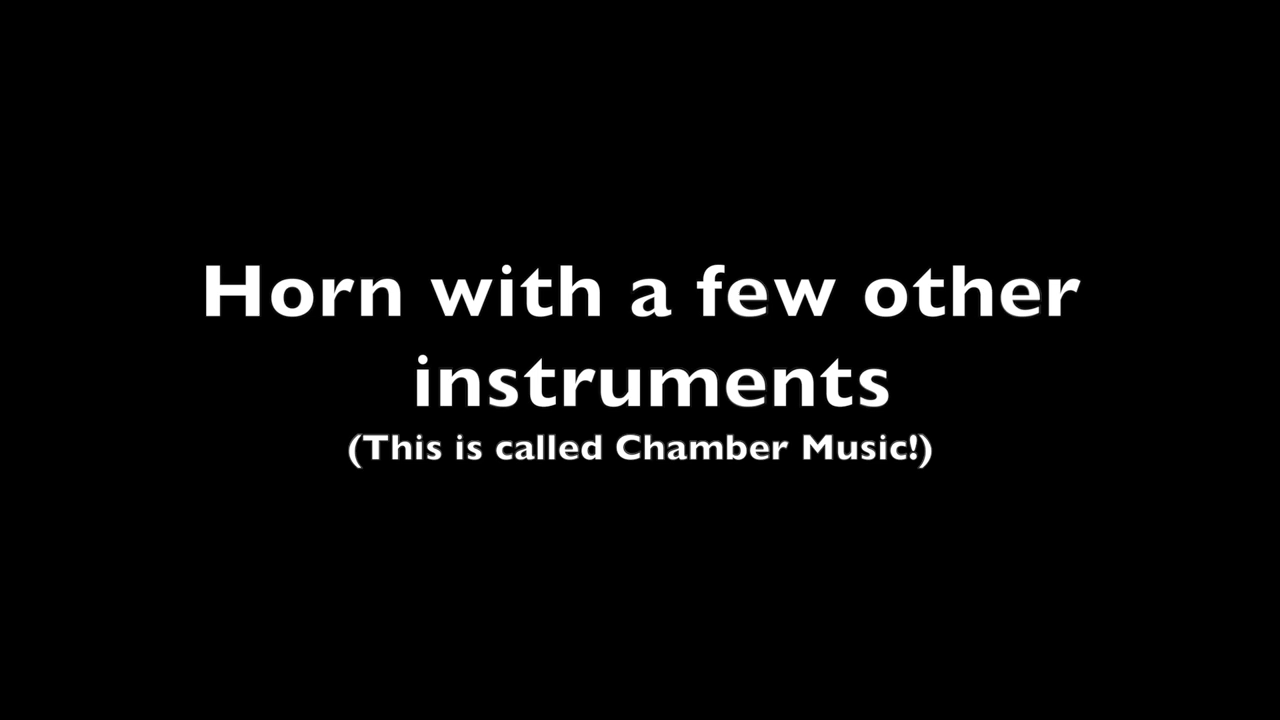 Horn with a few other
instruments
(This is called Chamber Music!)